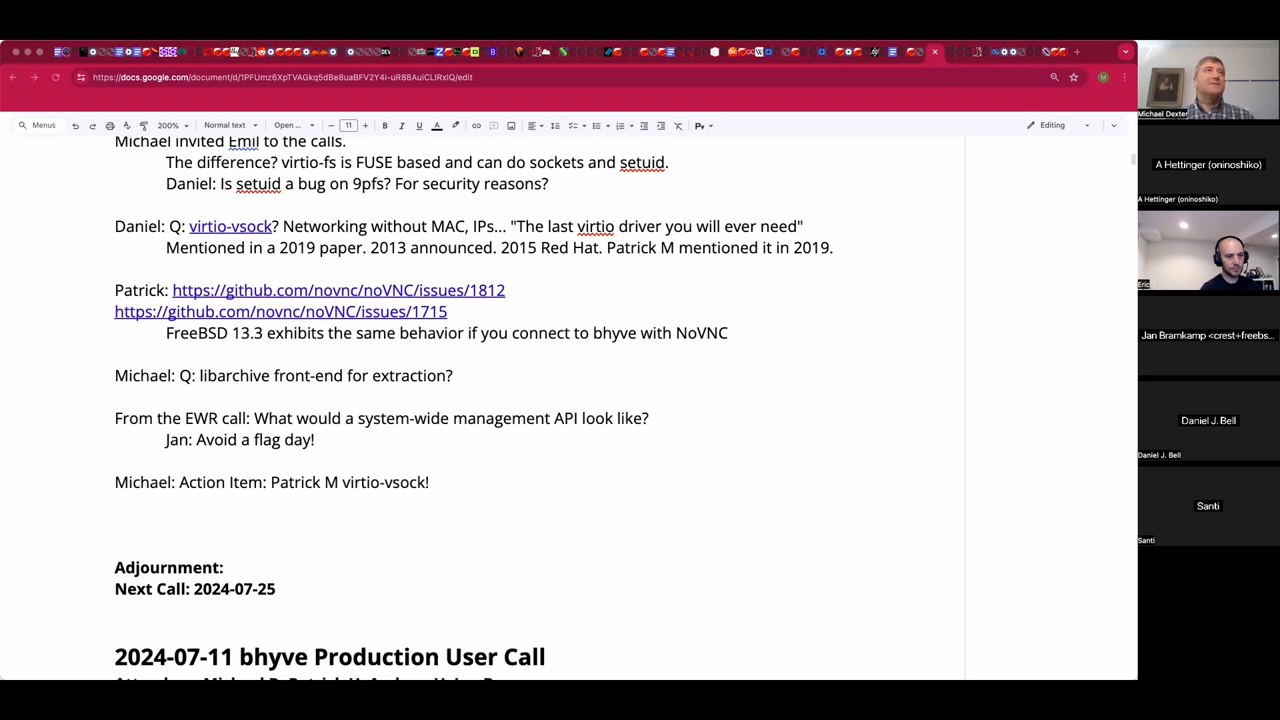 https://docs.google.com/document/d/1PFUmz6XpTVAGkq5dBe8uaBFV2Y4i-uR88AuiCLIRxIQ/edit
M
Menus
200%
Normal text
Open ...
11
B I U A
Editing
Michael invited Emil to the calls.
The difference? virtio-fs is FUSE based and can do sockets and setuid.
Daniel: Is setuid a bug on 9pfs? For security reasons?
Daniel: Q: virtio-vsock? Networking without MAC, IPs... "The last virtio driver you will ever need"
Mentioned in a 2019 paper. 2013 announced. 2015 Red Hat. Patrick M mentioned it in 2019.
Patrick: https://github.com/novnc/noVNC/issues/1812
https://github.com/novnc/noVNC/issues/1715
FreeBSD 13.3 exhibits the same behavior if you connect to bhyve with NoVNC
Michael: Q: libarchive front-end for extraction?
From the EWR call: What would a system-wide management API look like?
Jan: Avoid a flag day!
Michael: Action Item: Patrick M virtio-vsock!
Adjournment:
Next Call: 2024-07-25
2024-07-11 bhyve Production User Call
Michael Dexter
A Hettinger (oninoshiko)
A Hettinger (oninoshiko)
Eric
Jan Bramkamp <crest+freebs...
Daniel J. Bell
Daniel J. Bell
Santi
Santi